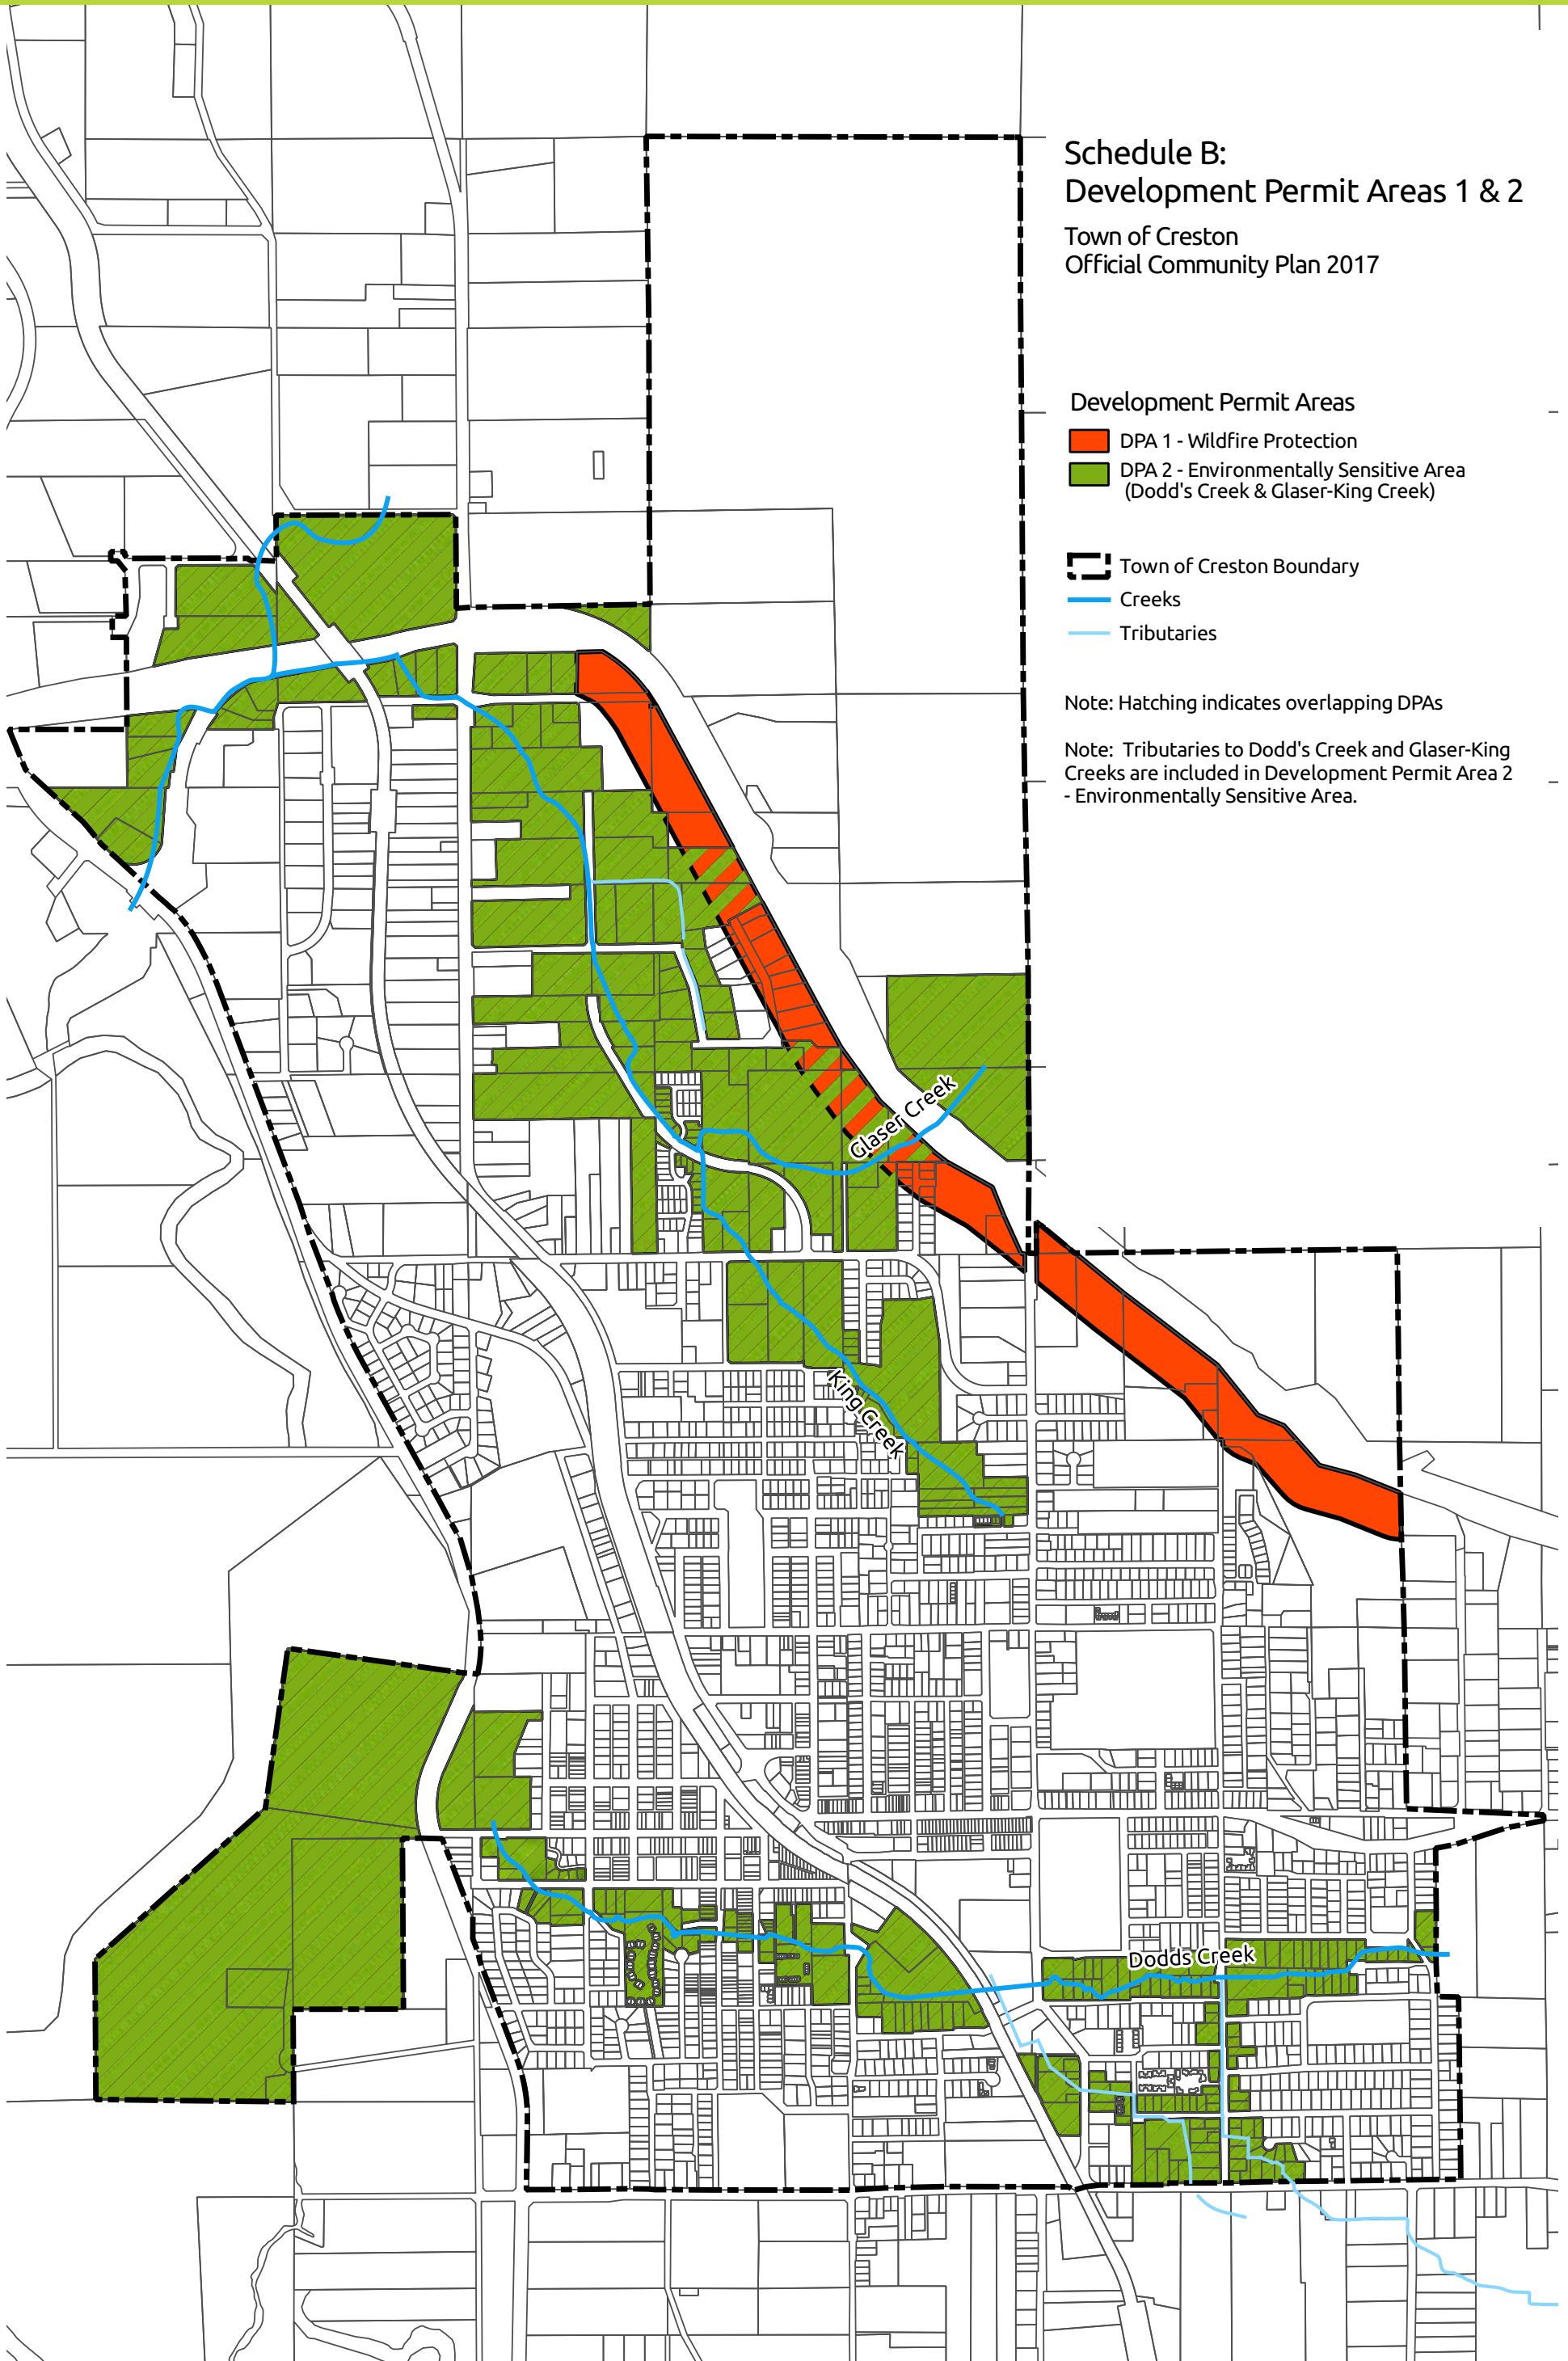 Schedule B:
Development Permit Areas 1 & 2
Town of Creston
Official Community Plan 2017
Development Permit Areas
DPA 1 - Wildfire Protection
DPA 2 - Environmentally Sensitive Area
(Dodd's Creek & Glaser-King Creek)
Town of Creston Boundary
Creeks
Tributaries
Note: Hatching indicates overlapping DPAs
Note: Tributaries to Dodd's Creek and Glaser-King
Creeks are included in Development Permit Area 2
- Environmentally Sensitive Area.
Glaser Creek
King Creek
Dodds Creek